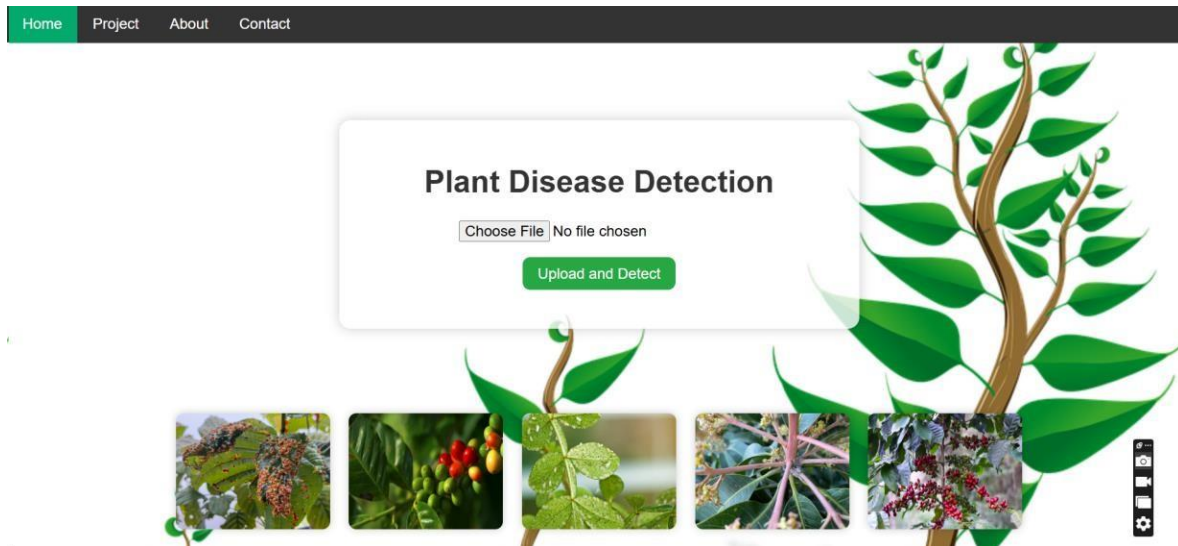 Home Project About Contact
Plant Disease Detection
Choose File No file chosen
Upload and Detect